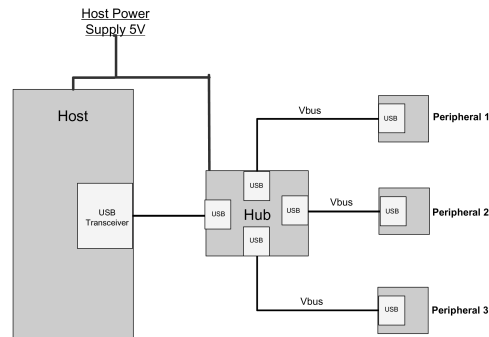 Host Power
Supply 5V
Host
Vbus
USB
Peripheral 1
USB
USB
Transceiver
USB
Hub
USB
Vbus
USB
Peripheral 2
USB
Vbus
USB
Peripheral 3